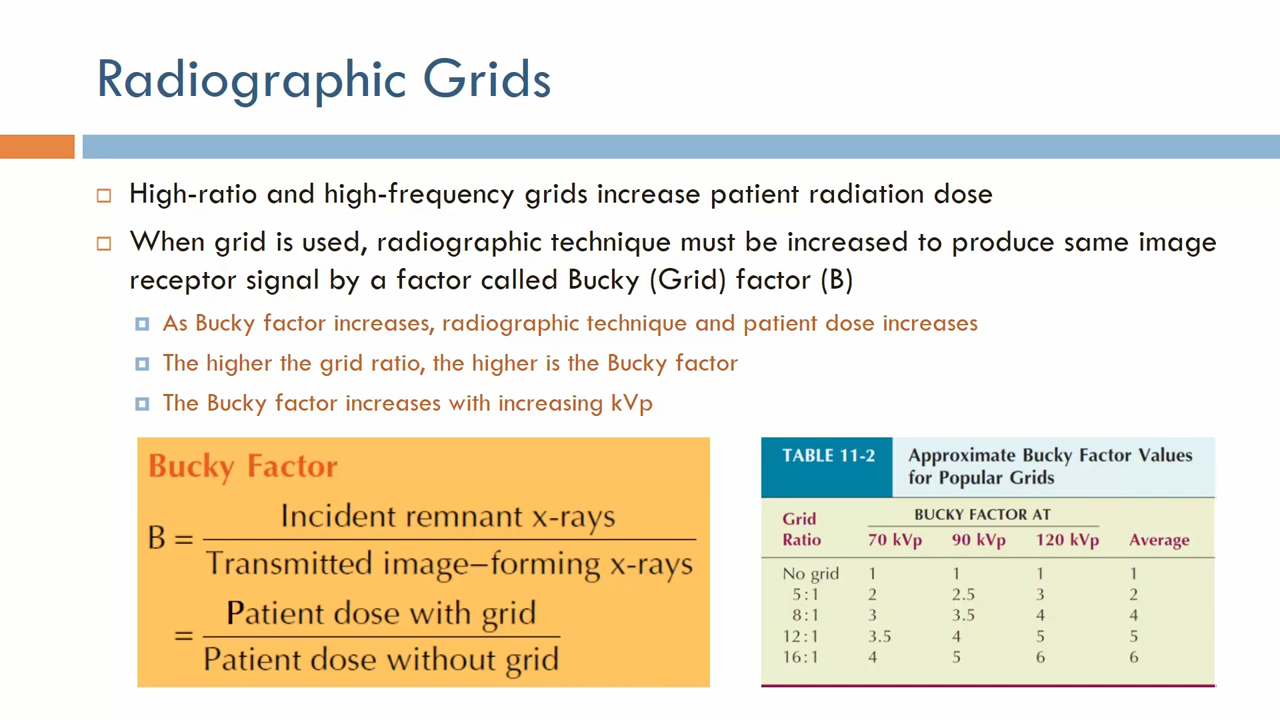 Radiographic Grids
High-ratio and high-frequency grids increase patient radiation dose
When grid is used, radiographic technique must be increased to produce same image
receptor signal by a factor called Bucky (Grid) factor (B)
As Bucky factor increases, radiographic technique and patient dose increases
The higher the grid ratio, the higher is the Bucky factor
The Bucky factor increases with increasing kVp
Bucky Factor
B = Incident remnant x-rays
Transmitted image–forming x-rays
= Patient dose with grid
Patient dose without grid
TABLE 11-2 Approximate Bucky Factor Values
for Popular Grids
Grid BUCKY FACTOR AT
Ratio 70 kVp 90 kVp 120 kVp Average
No grid 1 1 1 1
5:1 2 2.5 3 2
8:1 3 3.5 4 4
12:1 3.5 4 5 5
16:1 4 5 6 6